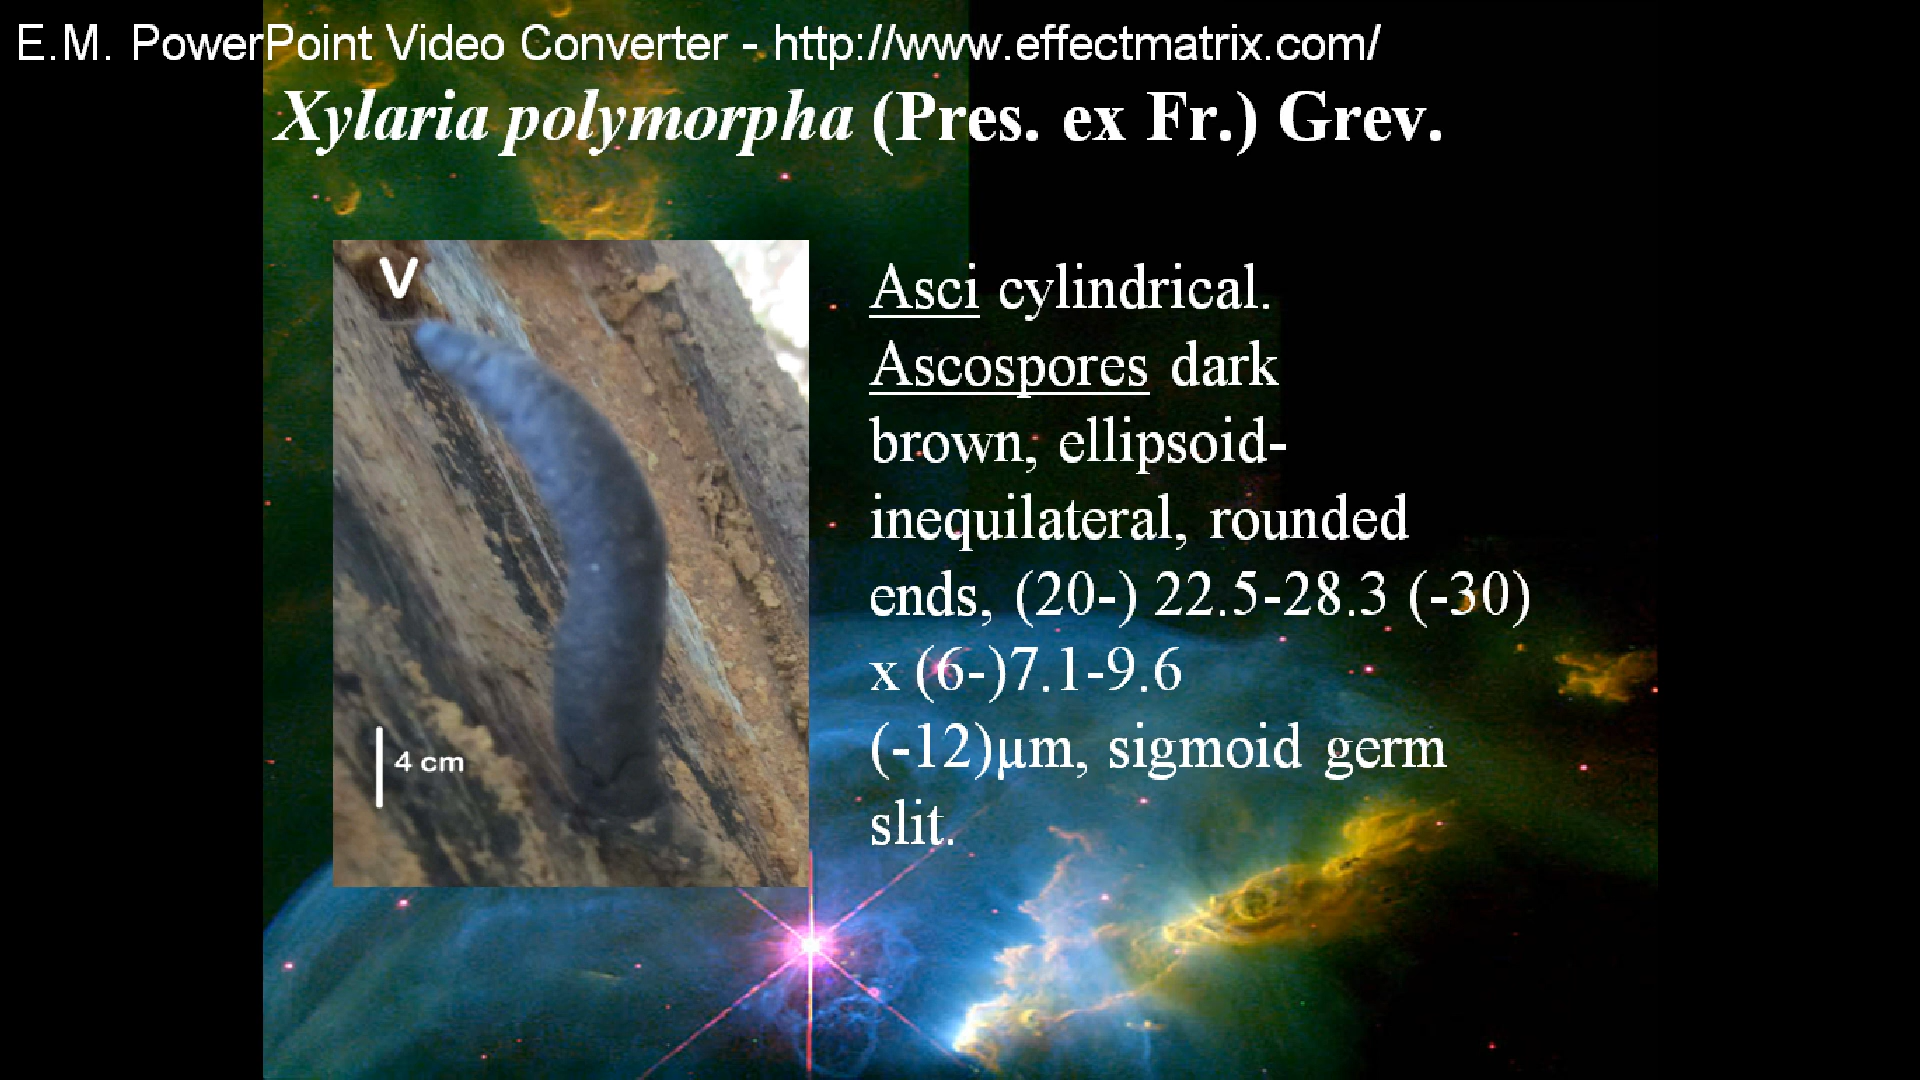 E.M. PowerPoint Video Converter - http://www.effectmatrix.com/
Xylaria polymorpha (Pres. ex Fr.) Grev.
V
4 cm
Asci cylindrical.
Ascospores dark
brown, ellipsoid-
inequilateral, rounded
ends, (20-) 22.5-28.3 (-30)
x (6-)7.1-9.6
(-12)µm, sigmoid germ
slit.